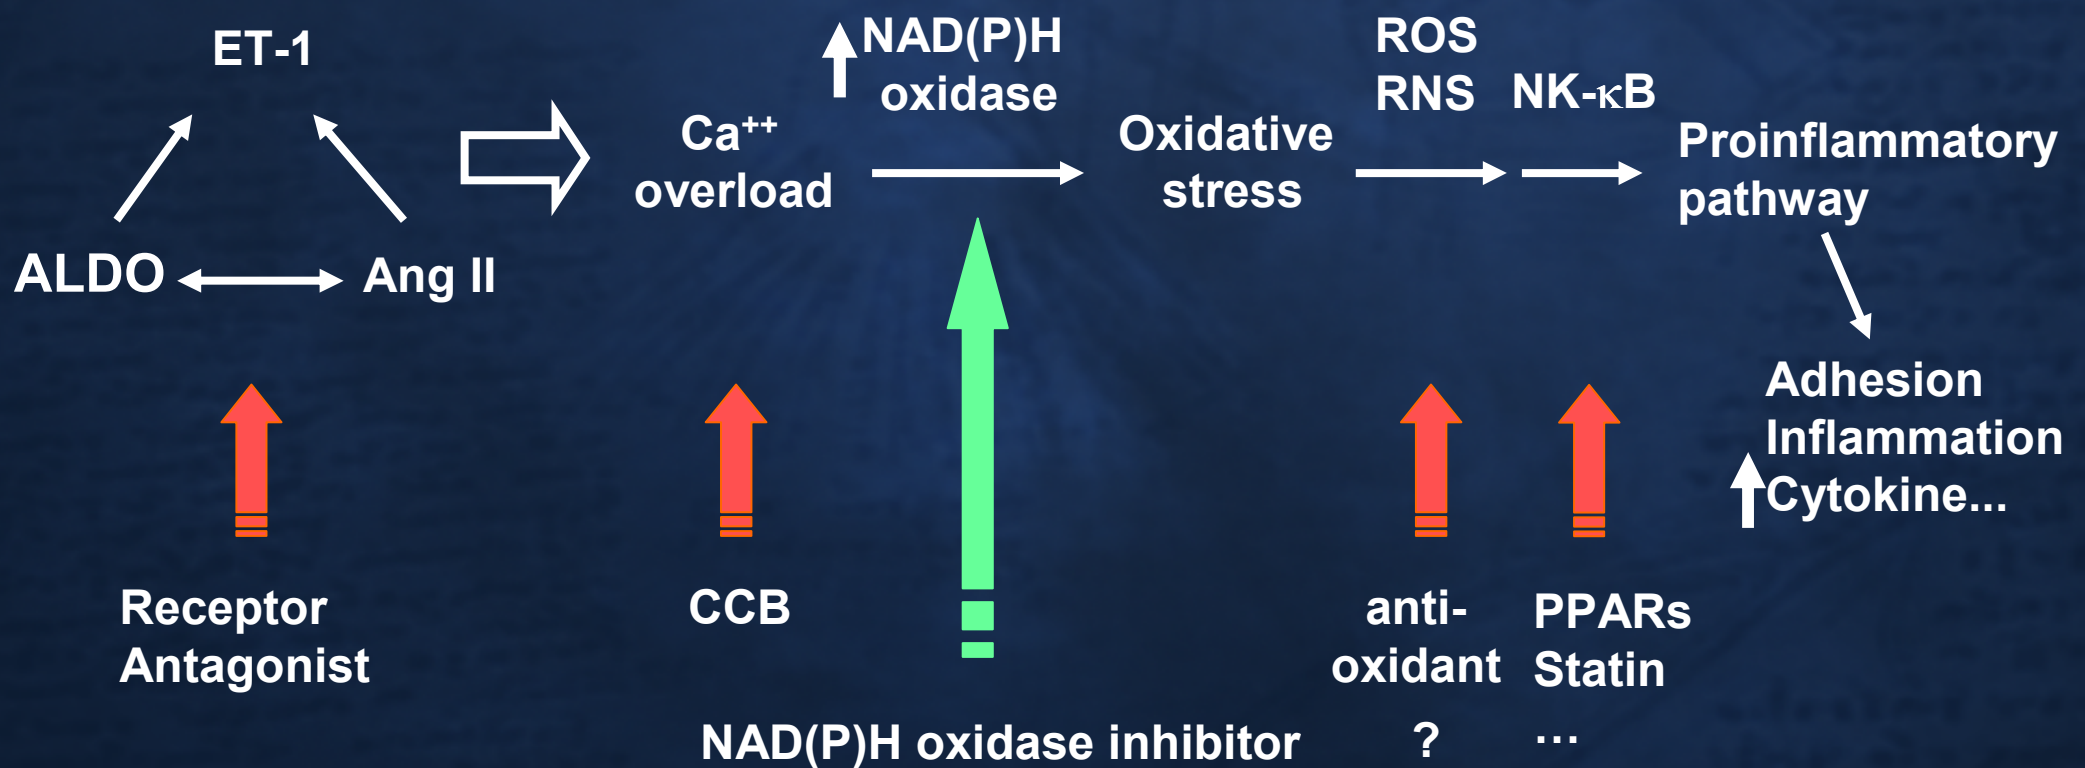 ET-1
ALDO
Ang II
Ca⁺⁺
overload
NAD(P)H
oxidase
Oxidative
stress
ROS
RNS
NK-κB
Proinflammatory
pathway
Adhesion
Inflammation
Cytokine...
Receptor
Antagonist
CCB
NAD(P)H oxidase inhibitor
anti-
oxidant
?
PPARs
Statin
...